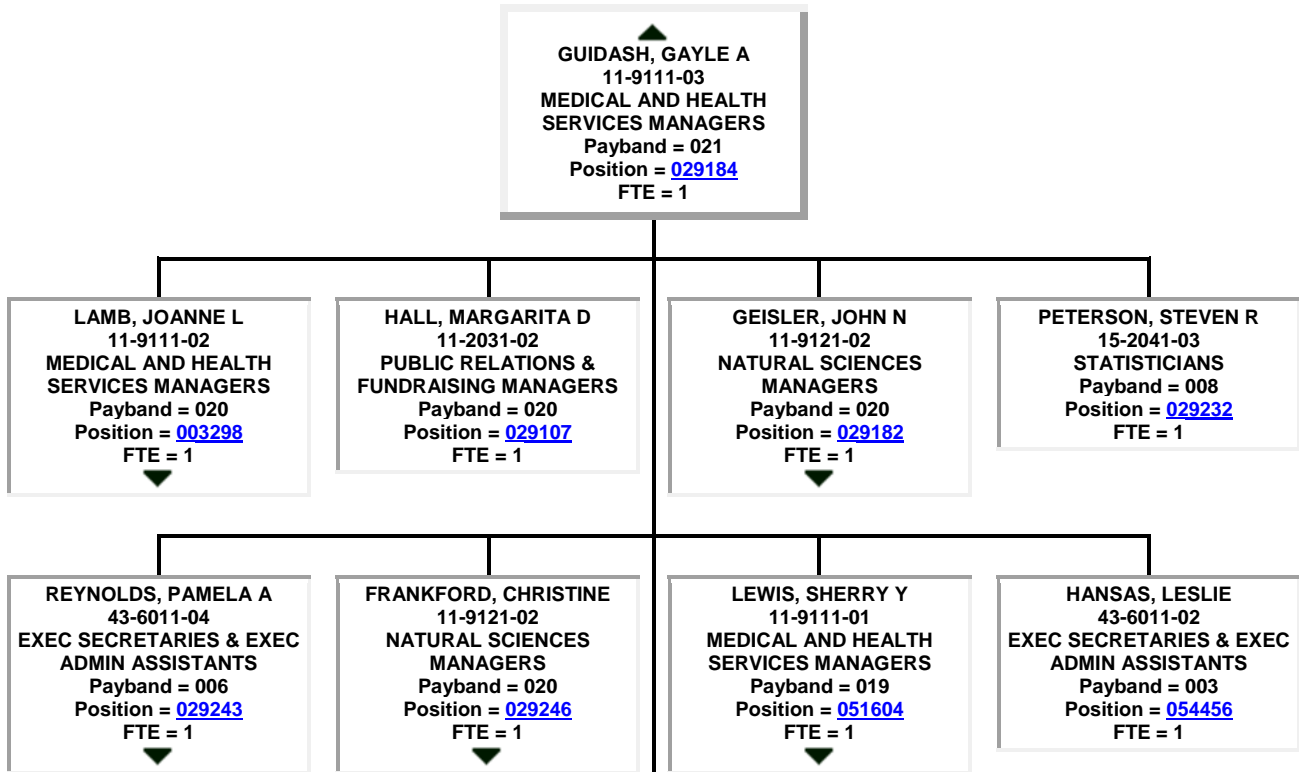 GUIDASH, GAYLE A
11-9111-03
MEDICAL AND HEALTH
SERVICES MANAGERS
Payband = 021
Position = 029184
FTE = 1
LAMB, JOANNE L
11-9111-02
MEDICAL AND HEALTH
SERVICES MANAGERS
Payband = 020
Position = 003298
FTE = 1
HALL, MARGARITA D
11-2031-02
PUBLIC RELATIONS &
FUNDRAISING MANAGERS
Payband = 020
Position = 029107
FTE = 1
GEISLER, JOHN N
11-9121-02
NATURAL SCIENCES
MANAGERS
Payband = 020
Position = 029182
FTE = 1
PETERSON, STEVEN R
15-2041-03
STATISTICIANS
Payband = 008
Position = 029232
FTE = 1
REYNOLDS, PAMELA A
43-6011-04
EXEC SECRETARIES & EXEC
ADMIN ASSISTANTS
Payband = 006
Position = 029243
FTE = 1
FRANKFORD, CHRISTINE
11-9121-02
NATURAL SCIENCES
MANAGERS
Payband = 020
Position = 029246
FTE = 1
LEWIS, SHERRY Y
11-9111-01
MEDICAL AND HEALTH
SERVICES MANAGERS
Payband = 019
Position = 051604
FTE = 1
HANSAS, LESLIE
43-6011-02
EXEC SECRETARIES & EXEC
ADMIN ASSISTANTS
Payband = 003
Position = 054456
FTE = 1